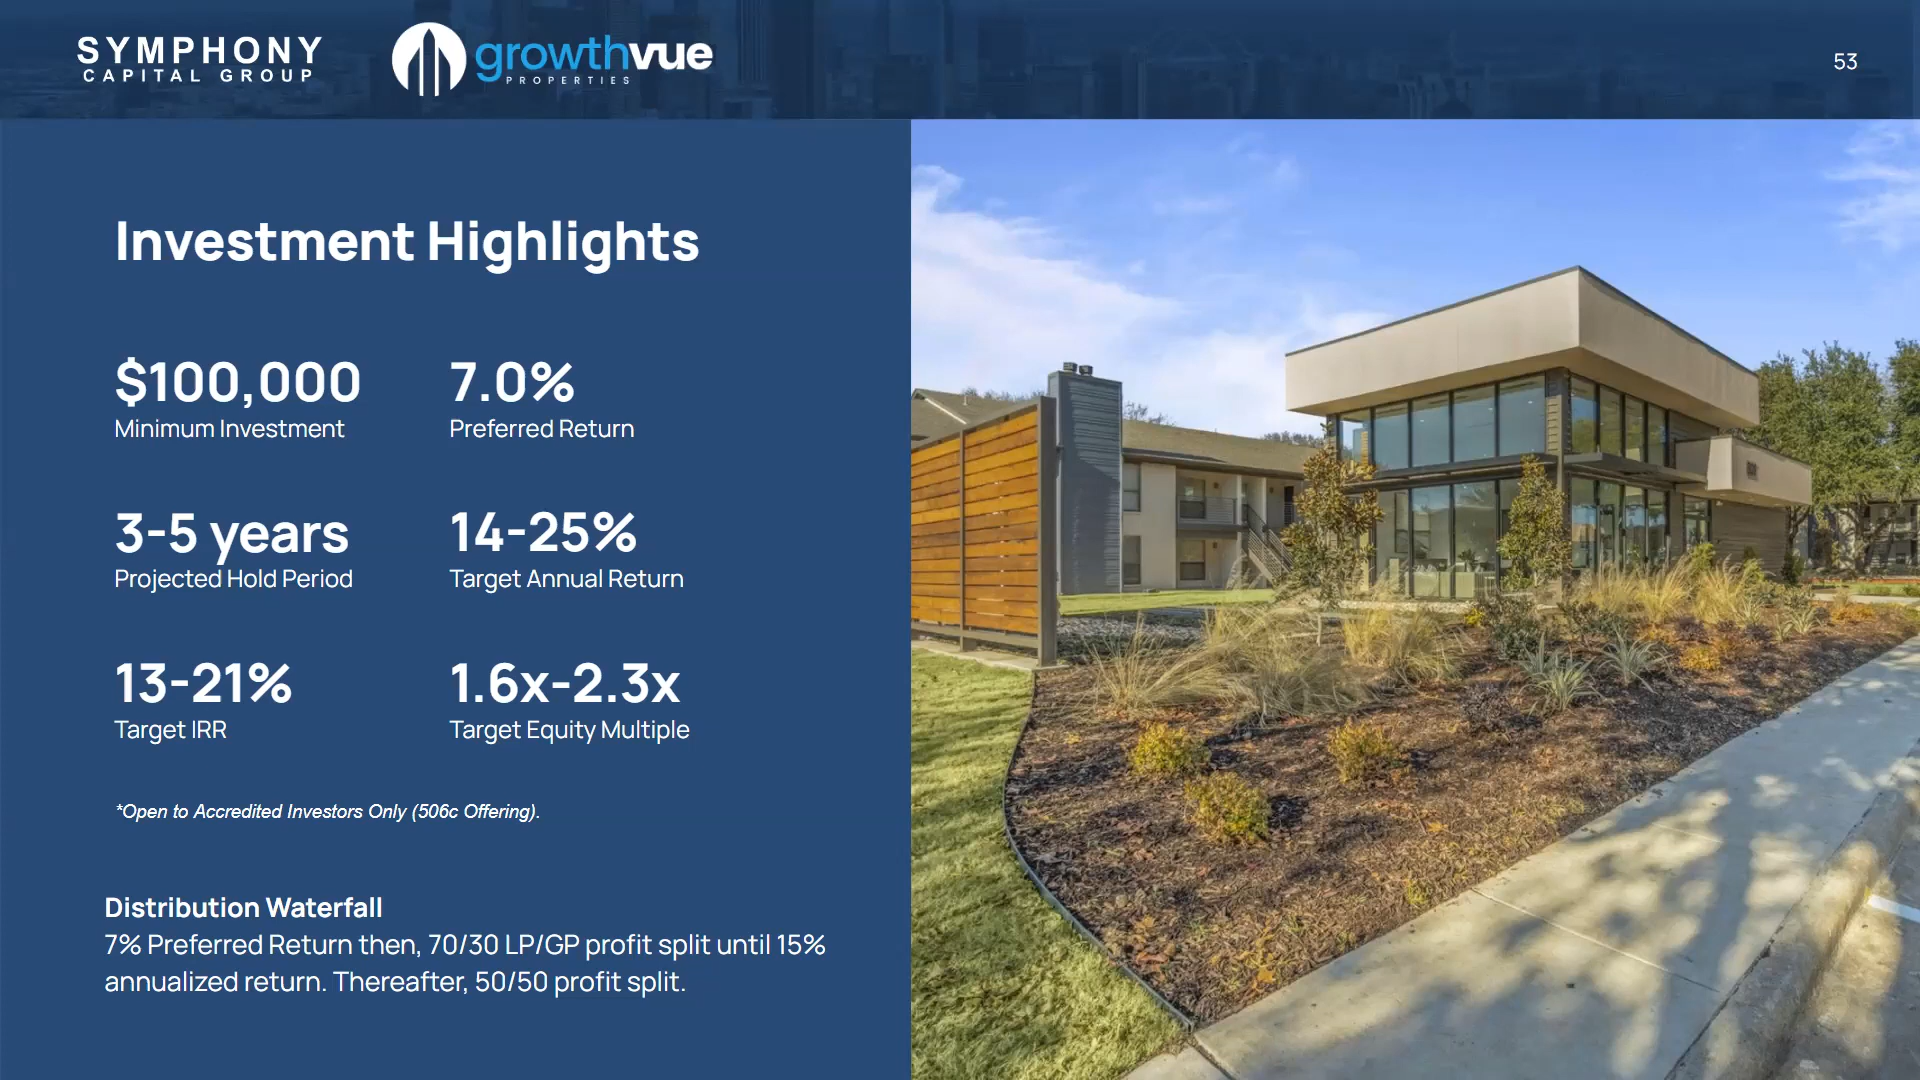 SYMPHONY
CAPITAL GROUP
growthvue
PROPERTIES
53
Investment Highlights
$100,000
Minimum Investment
7.0%
Preferred Return
3-5 years
Projected Hold Period
14-25%
Target Annual Return
13-21%
Target IRR
1.6x-2.3x
Target Equity Multiple
*Open to Accredited Investors Only (506c Offering).
Distribution Waterfall
7% Preferred Return then, 70/30 LP/GP profit split until 15%
annualized return. Thereafter, 50/50 profit split.